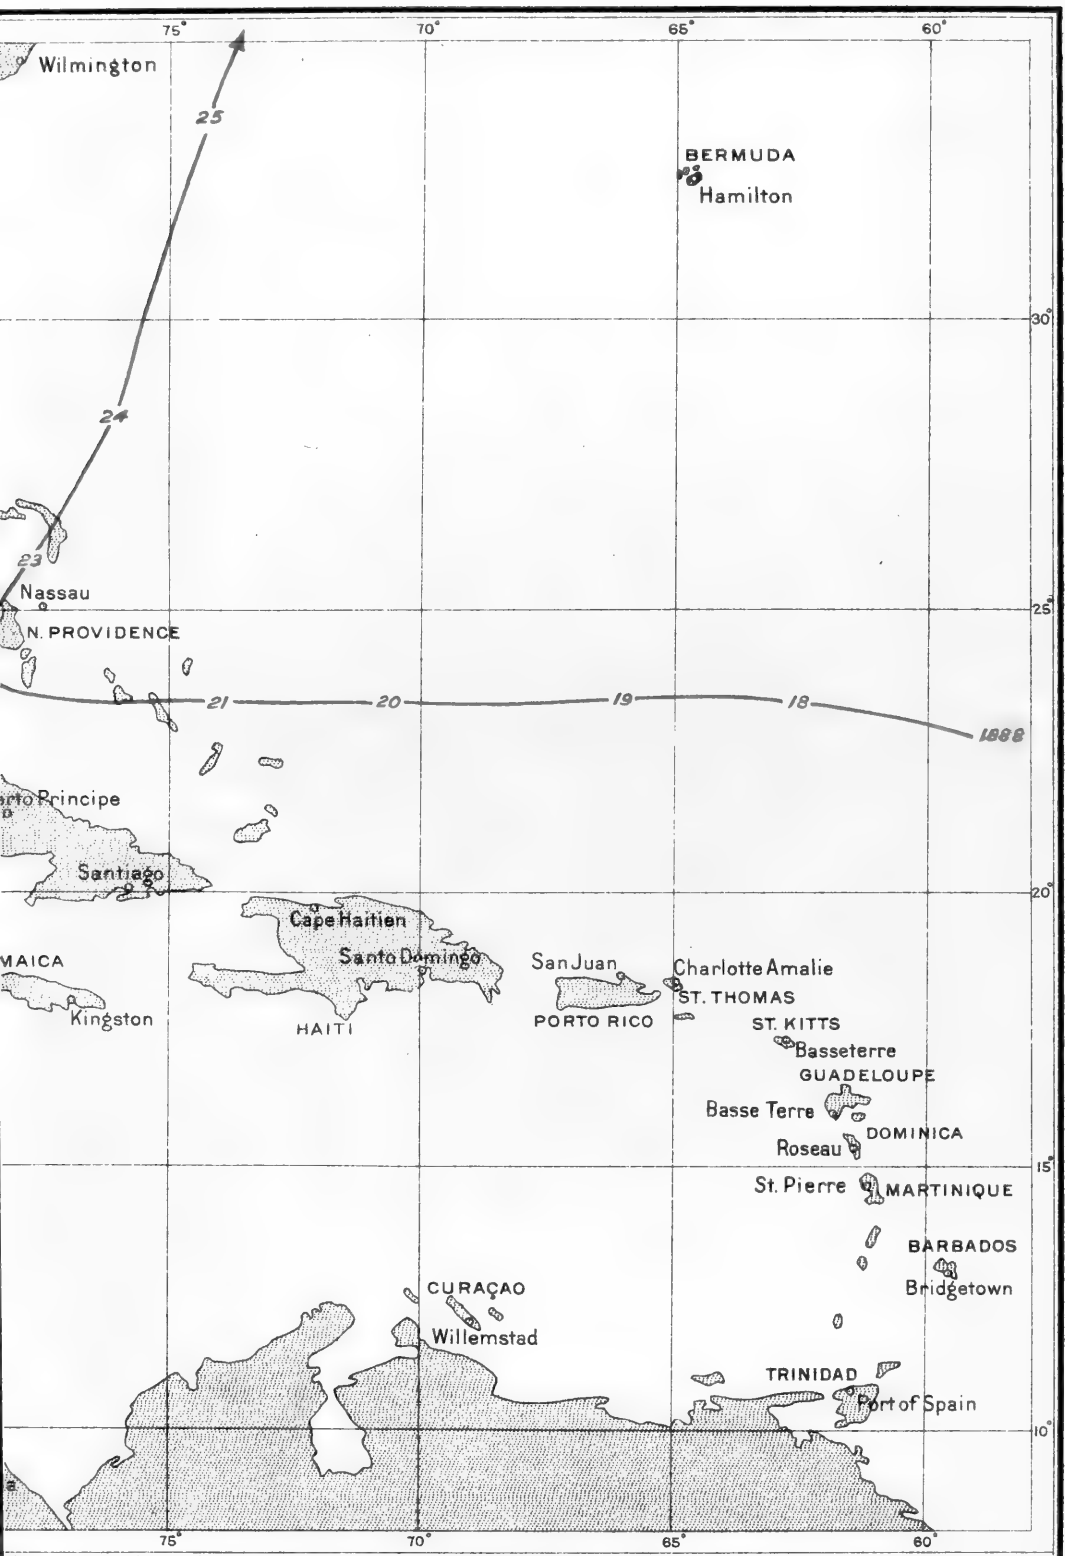 75° 70° 65° 60°
Wilmington
25
BERMUDA
Hamilton
30°
24
23
Nassau
25°
N. PROVIDENCE
21 20 19 18
1888
rto Principe
Santiago
20°
Cape Haitien
Santo Domingo
San Juan
Charlotte Amalie
MAICA
ST. THOMAS
Kingston
HAITI
PORTO RICO
ST. KITTS
Basseterre
GUADELOUPE
Basse Terre
DOMINICA
Roseau
15°
St. Pierre
MARTINIQUE
BARBADOS
Bridgetown
CURAÇAO
Willemstad
TRINIDAD
Port of Spain
10°
a
75° 70° 65° 60°